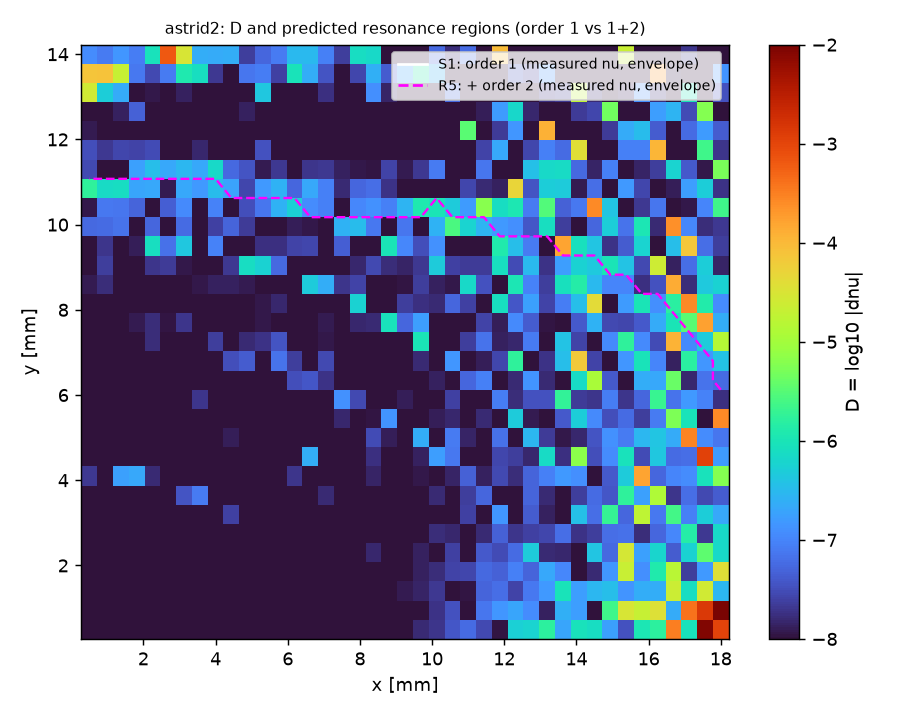 astrid2: D and predicted resonance regions (order 1 vs 1+2)
S1: order 1 (measured nu, envelope)
R5: + order 2 (measured nu, envelope)
14
12
10
8
6
4
2
y [mm]
2 4 6 8 10 12 14 16 18
x [mm]
−2
−3
−4
−5
−6
−7
−8
D = log10 |dnu|